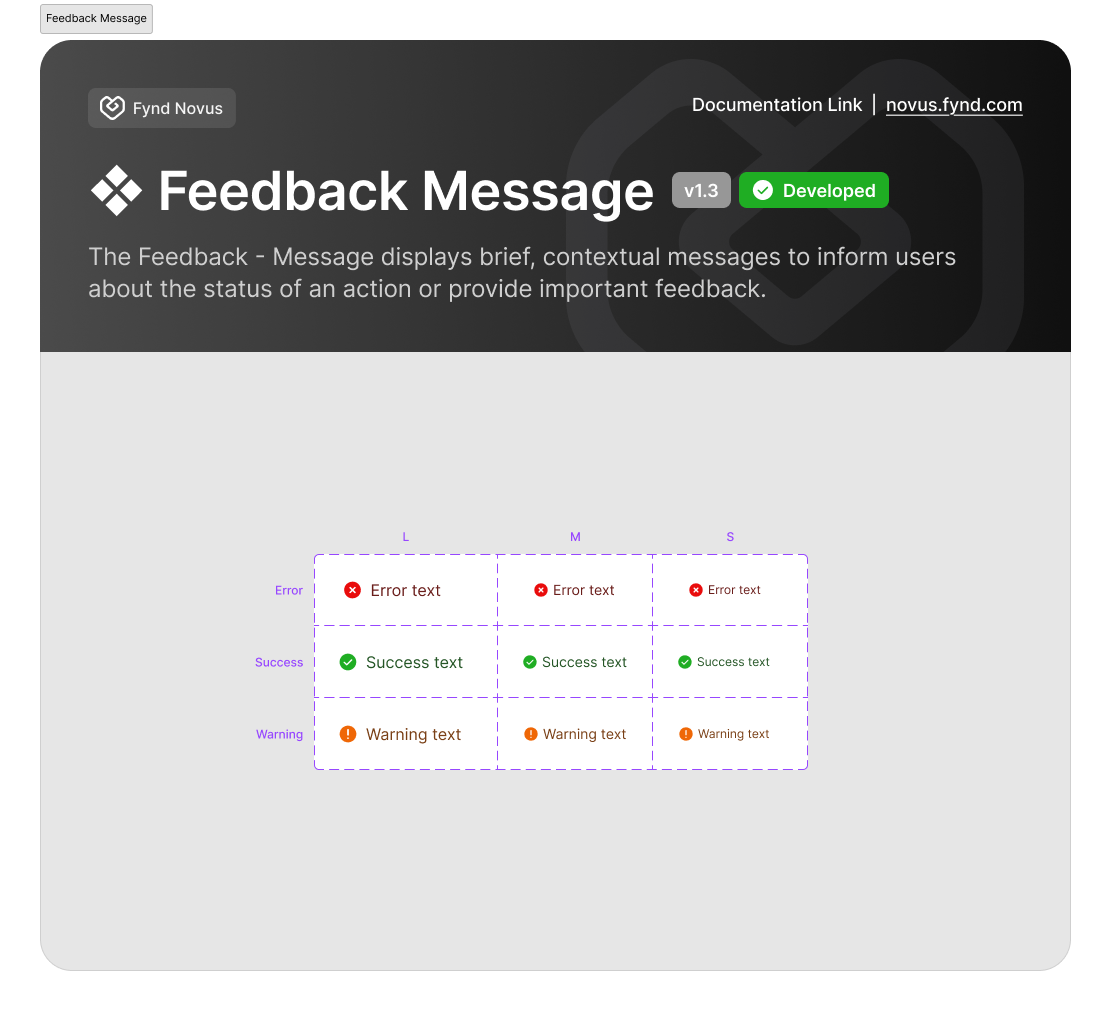 Feedback Message
Fynd Novus
Documentation Link | novus.fynd.com
Feedback Message v1.3 Developed
The Feedback - Message displays brief, contextual messages to inform users
about the status of an action or provide important feedback.
L M S
Error Error text Error text Error text
Success Success text Success text Success text
Warning Warning text Warning text Warning text